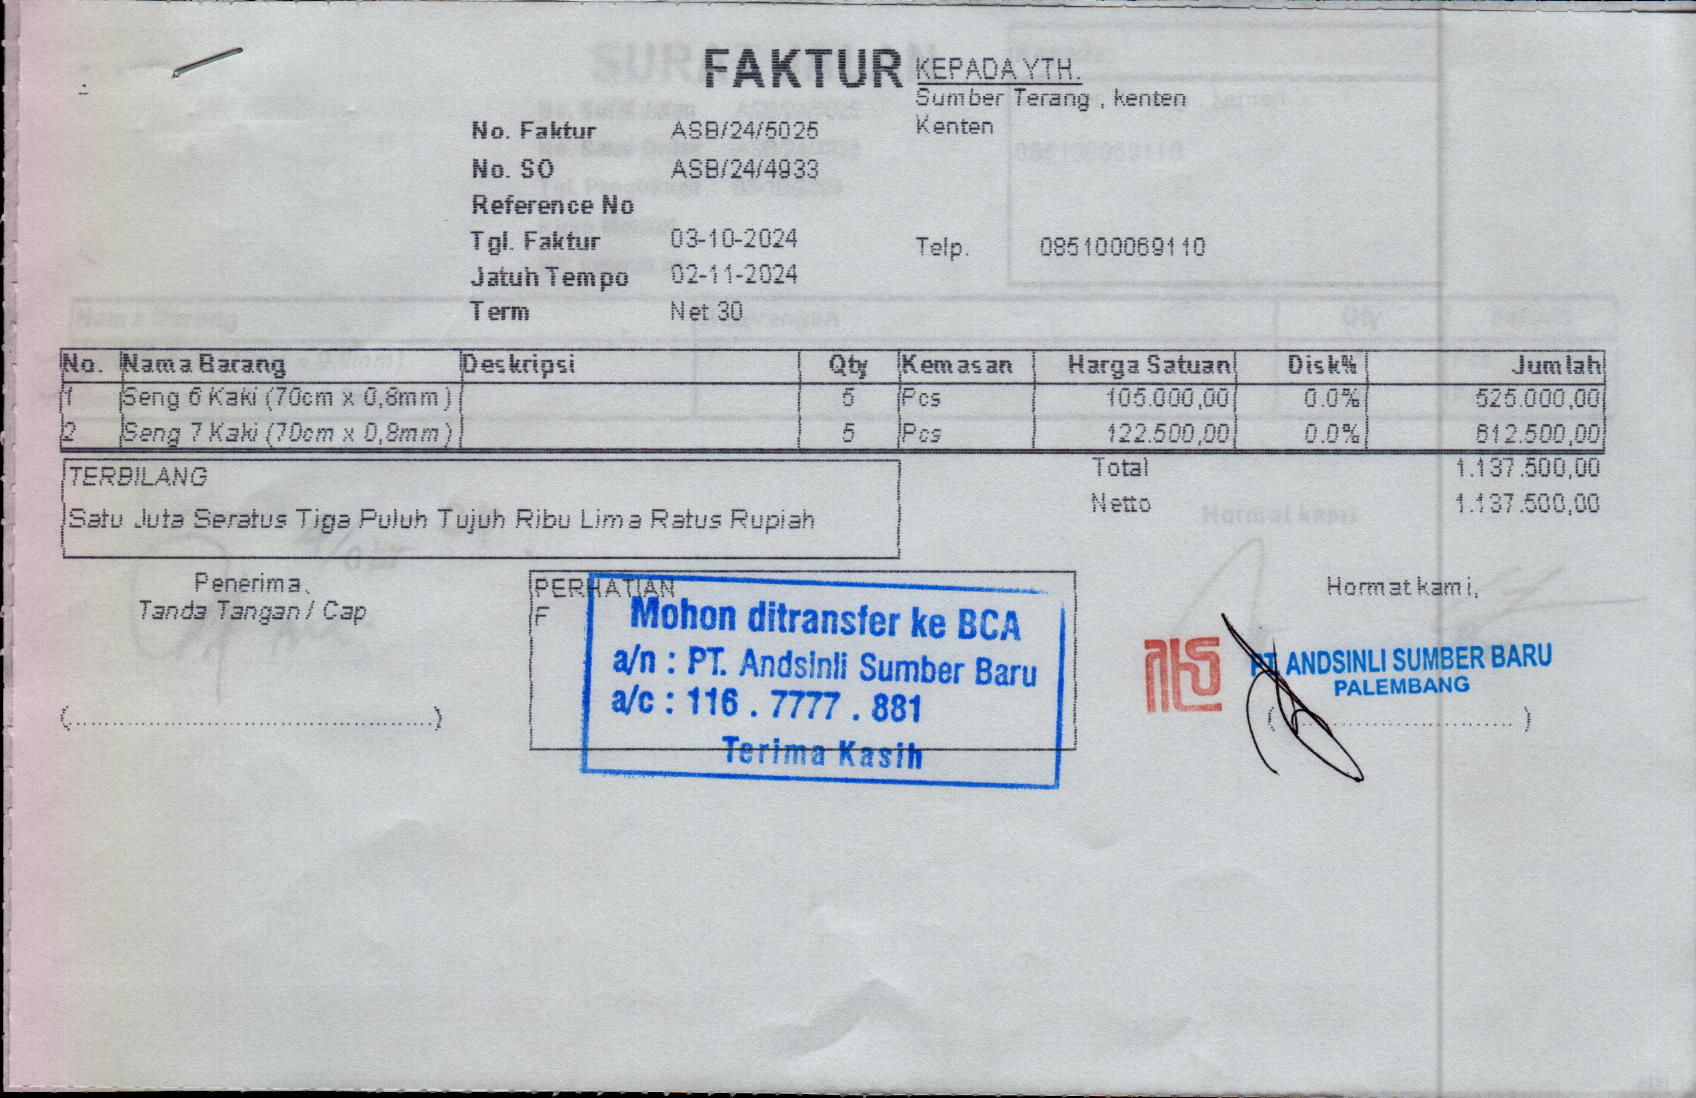 FAKTUR
KEPADA YTH.
Sumber Terang , kenten
Kenten
No. Faktur ASB/24/5025
No. SO ASB/24/4933
Reference No
Tgl. Faktur 03-10-2024
Telp. 085100069110
Jatuh Tempo 02-11-2024
Term Net 30
No. Nama Barang Deskripsi Qty Kemasan Harga Satuan Disk% Jumlah
1 Seng 6 Kaki (70cm x 0,8mm) 5 Pcs 105.000,00 0.0% 525.000,00
2 Seng 7 Kaki (70cm x 0,8mm) 5 Pcs 122.500,00 0.0% 612.500,00
TERBILANG
Satu Juta Seratus Tiga Puluh Tujuh Ribu Lima Ratus Rupiah
Total 1.137.500,00
Netto 1.137.500,00
Penerima,
Tanda Tangan / Cap
(........................................)
PERHATIAN
F
Mohon ditransfer ke BCA
a/n : PT. Andsinli Sumber Baru
a/c : 116 . 7777 . 881
Terima Kasih
Hormat kami,
PT. ANDSINLI SUMBER BARU
PALEMBANG
(............................)